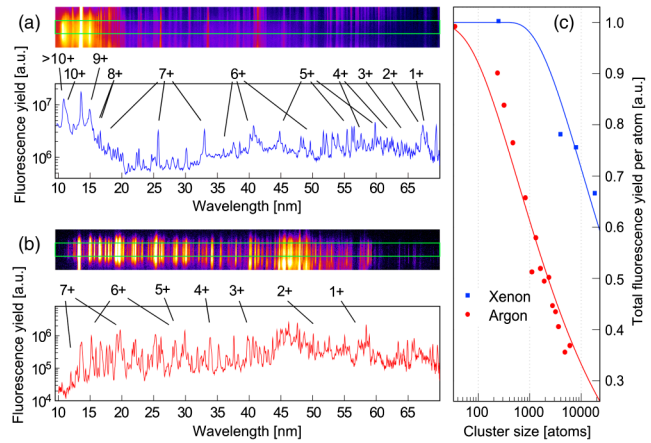 (a)
>10+ 10+ 9+ 8+ 7+ 6+ 5+ 4+ 3+ 2+ 1+
Fluorescence yield [a.u.]
10^7
10^6
10 15 20 25 30 35 40 45 50 55 60 65
Wavelength [nm]
(b)
7+ 6+ 5+ 4+ 3+ 2+ 1+
Fluorescence yield [a.u.]
10^6
10^5
10^4
10 15 20 25 30 35 40 45 50 55 60 65
Wavelength [nm]
(c)
1.0
0.9
0.8
0.7
0.6
0.5
0.4
0.3
Total fluorescence yield per atom [a.u.]
Xenon
Argon
100 1000 10000
Cluster size [atoms]